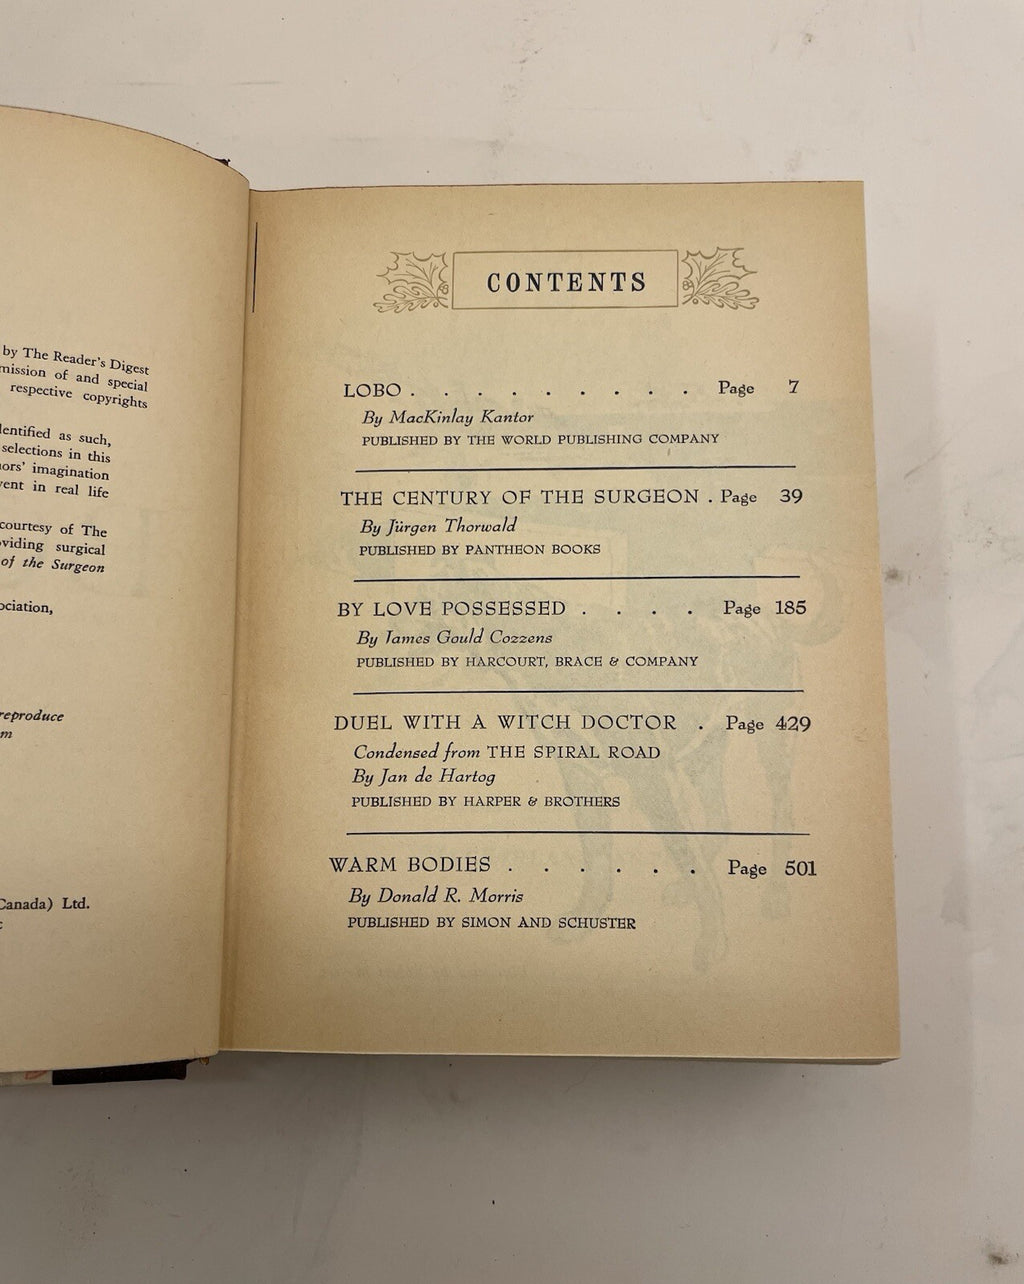 by The Reader's Digest
mission of and special
respective copyrights
identified as such,
selections in this
imagination
in real life
courtesy of The
surgical
of the Surgeon
reproduce
Canada) Ltd.
CONTENTS
LOBO . . . . . . . . . Page 7
By MacKinlay Kantor
PUBLISHED BY THE WORLD PUBLISHING COMPANY
THE CENTURY OF THE SURGEON . Page 39
By Jürgen Thorwald
PUBLISHED BY PANTHEON BOOKS
BY LOVE POSSESSED . . . . Page 185
By James Gould Cozzens
PUBLISHED BY HARCOURT, BRACE & COMPANY
DUEL WITH A WITCH DOCTOR . Page 429
Condensed from THE SPIRAL ROAD
By Jan de Hartog
PUBLISHED BY HARPER & BROTHERS
WARM BODIES . . . . . . Page 501
By Donald R. Morris
PUBLISHED BY SIMON AND SCHUSTER